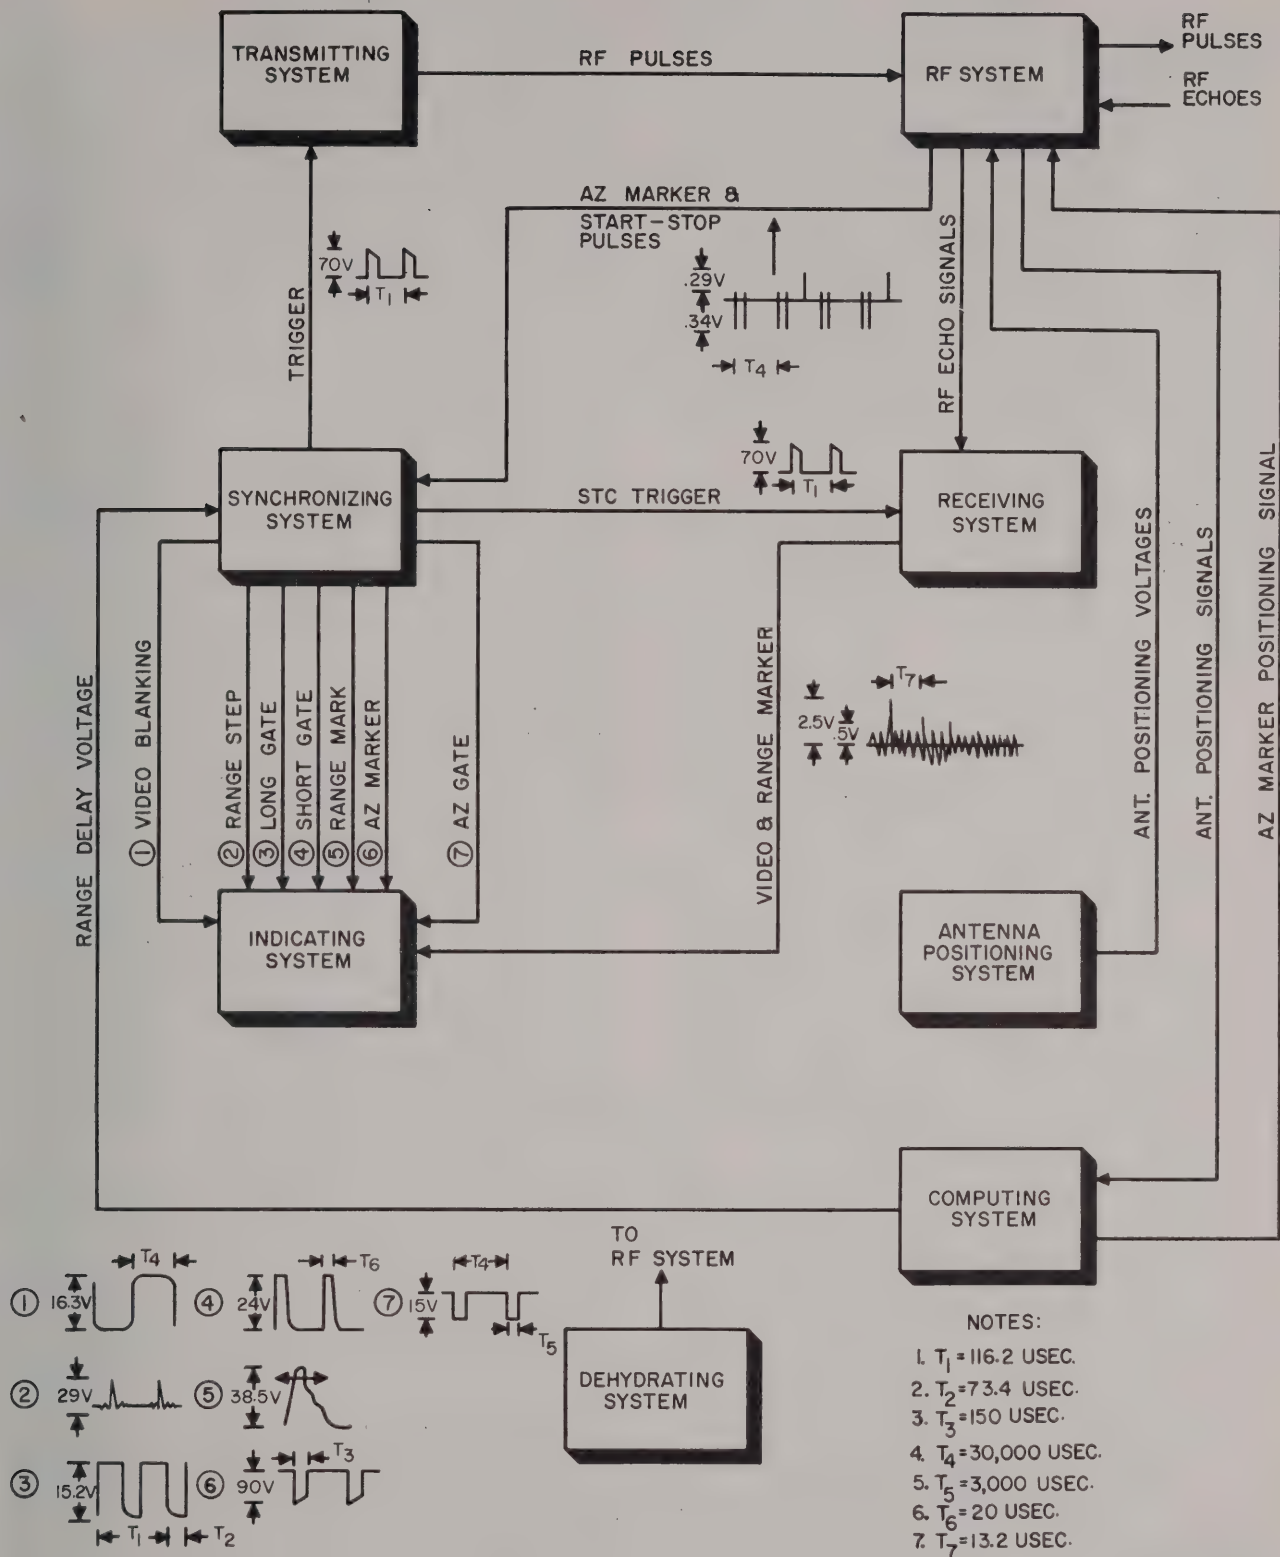 TRANSMITTING
SYSTEM
RF PULSES
RF SYSTEM
RF
PULSES
RF
ECHOES
AZ MARKER &
START-STOP
PULSES
70V
T1
.29V
.34V
T4
TRIGGER
RF ECHO SIGNALS
70V
T1
SYNCHRONIZING
SYSTEM
STC TRIGGER
RECEIVING
SYSTEM
RANGE DELAY VOLTAGE
① VIDEO BLANKING
② RANGE STEP
③ LONG GATE
④ SHORT GATE
⑤ RANGE MARK
⑥ AZ MARKER
⑦ AZ GATE
VIDEO & RANGE MARKER
T7
2.5V
.5V
ANT. POSITIONING VOLTAGES
ANT. POSITIONING SIGNALS
AZ MARKER POSITIONING SIGNAL
INDICATING
SYSTEM
ANTENNA
POSITIONING
SYSTEM
COMPUTING
SYSTEM
TO
RF SYSTEM
DEHYDRATING
SYSTEM
① 16.3V T4
② 29V
③ 15.2V T1 T2
④ 24V T6
⑤ 38.5V
⑥ 90V T3
⑦ 15V T4 T5
NOTES:
1. T1=116.2 USEC.
2. T2=73.4 USEC.
3. T3=150 USEC.
4. T4=30,000 USEC.
5. T5=3,000 USEC.
6. T6=20 USEC.
7. T7=13.2 USEC.